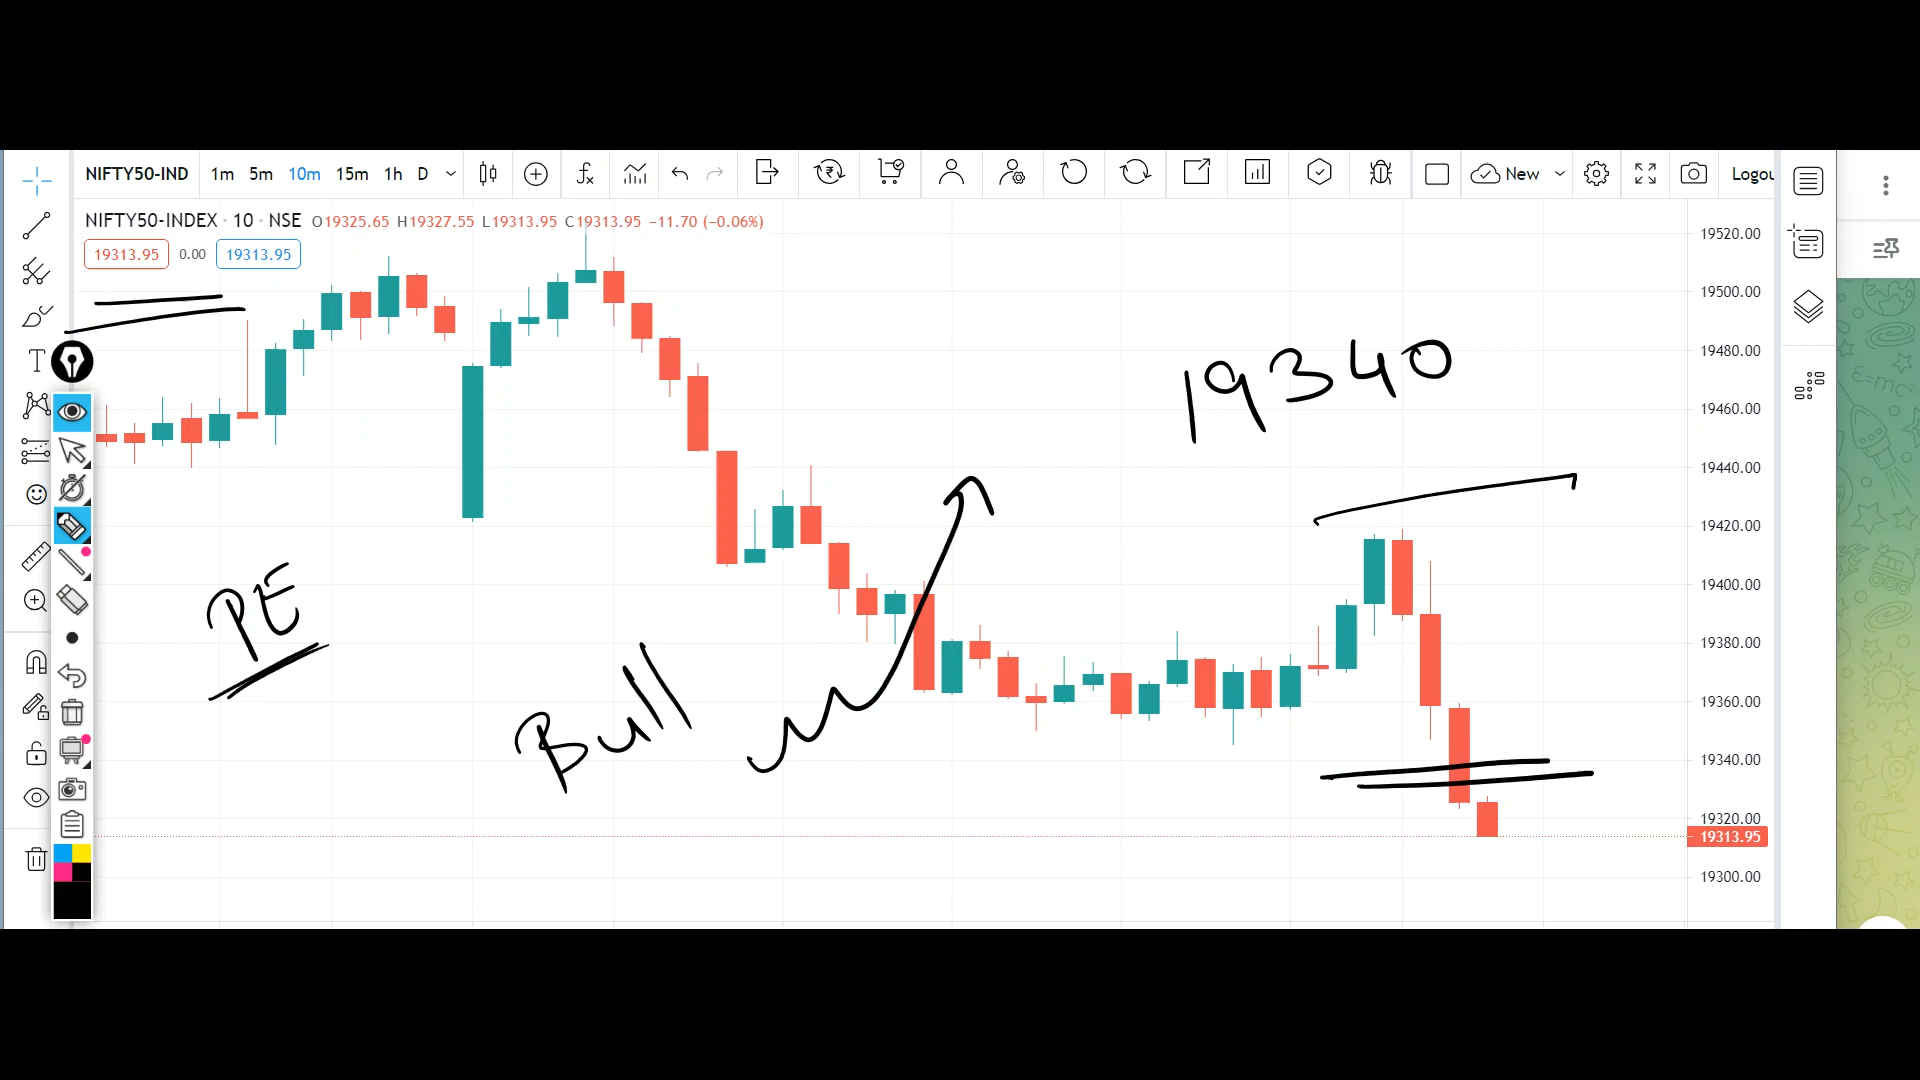 NIFTY50-IND 1m 5m 10m 15m 1h D New Logou
NIFTY50-INDEX · 10 · NSE O19325.65 H19327.55 L19313.95 C19313.95 −11.70 (−0.06%)
19313.95 0.00 19313.95
19520.00
19500.00
19480.00
19460.00
19440.00
19420.00
19400.00
19380.00
19360.00
19340.00
19320.00
19313.95
19300.00
19340
PE
Bull
T